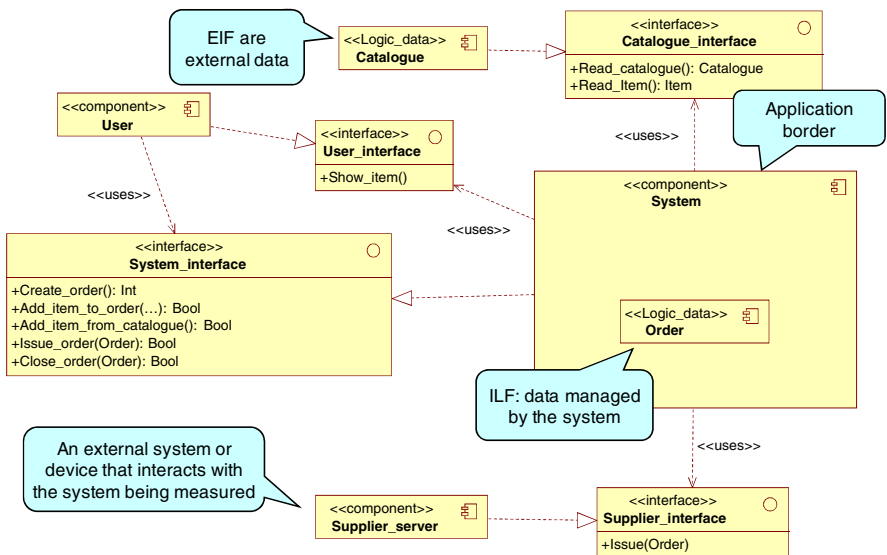 EIF are
external data
<<Logic_data>>
Catalogue
<<interface>>
Catalogue_interface
+Read_catalogue(): Catalogue
+Read_Item(): Item
<<component>>
User
<<interface>>
User_interface
+Show_item()
<<uses>>
Application
border
<<uses>>
<<component>>
System
<<uses>>
<<interface>>
System_interface
+Create_order(): Int
+Add_item_to_order(...): Bool
+Add_item_from_catalogue(): Bool
+Issue_order(Order): Bool
+Close_order(Order): Bool
<<Logic_data>>
Order
ILF: data managed
by the system
<<uses>>
An external system or
device that interacts with
the system being measured
<<component>>
Supplier_server
<<interface>>
Supplier_interface
+Issue(Order)